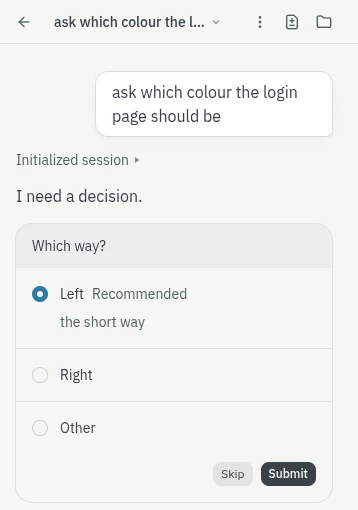 ask which colour the l...
ask which colour the login
page should be
Initialized session
I need a decision.
Which way?
Left Recommended
the short way
Right
Other
Skip Submit